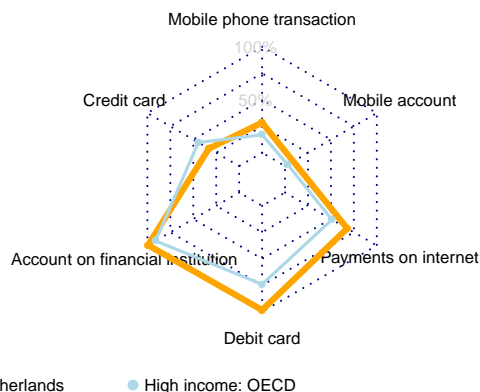 Mobile phone transaction
100%
50%
Credit card
Mobile account
Account on financial institution
Payments on internet
Debit card
herlands
High income: OECD